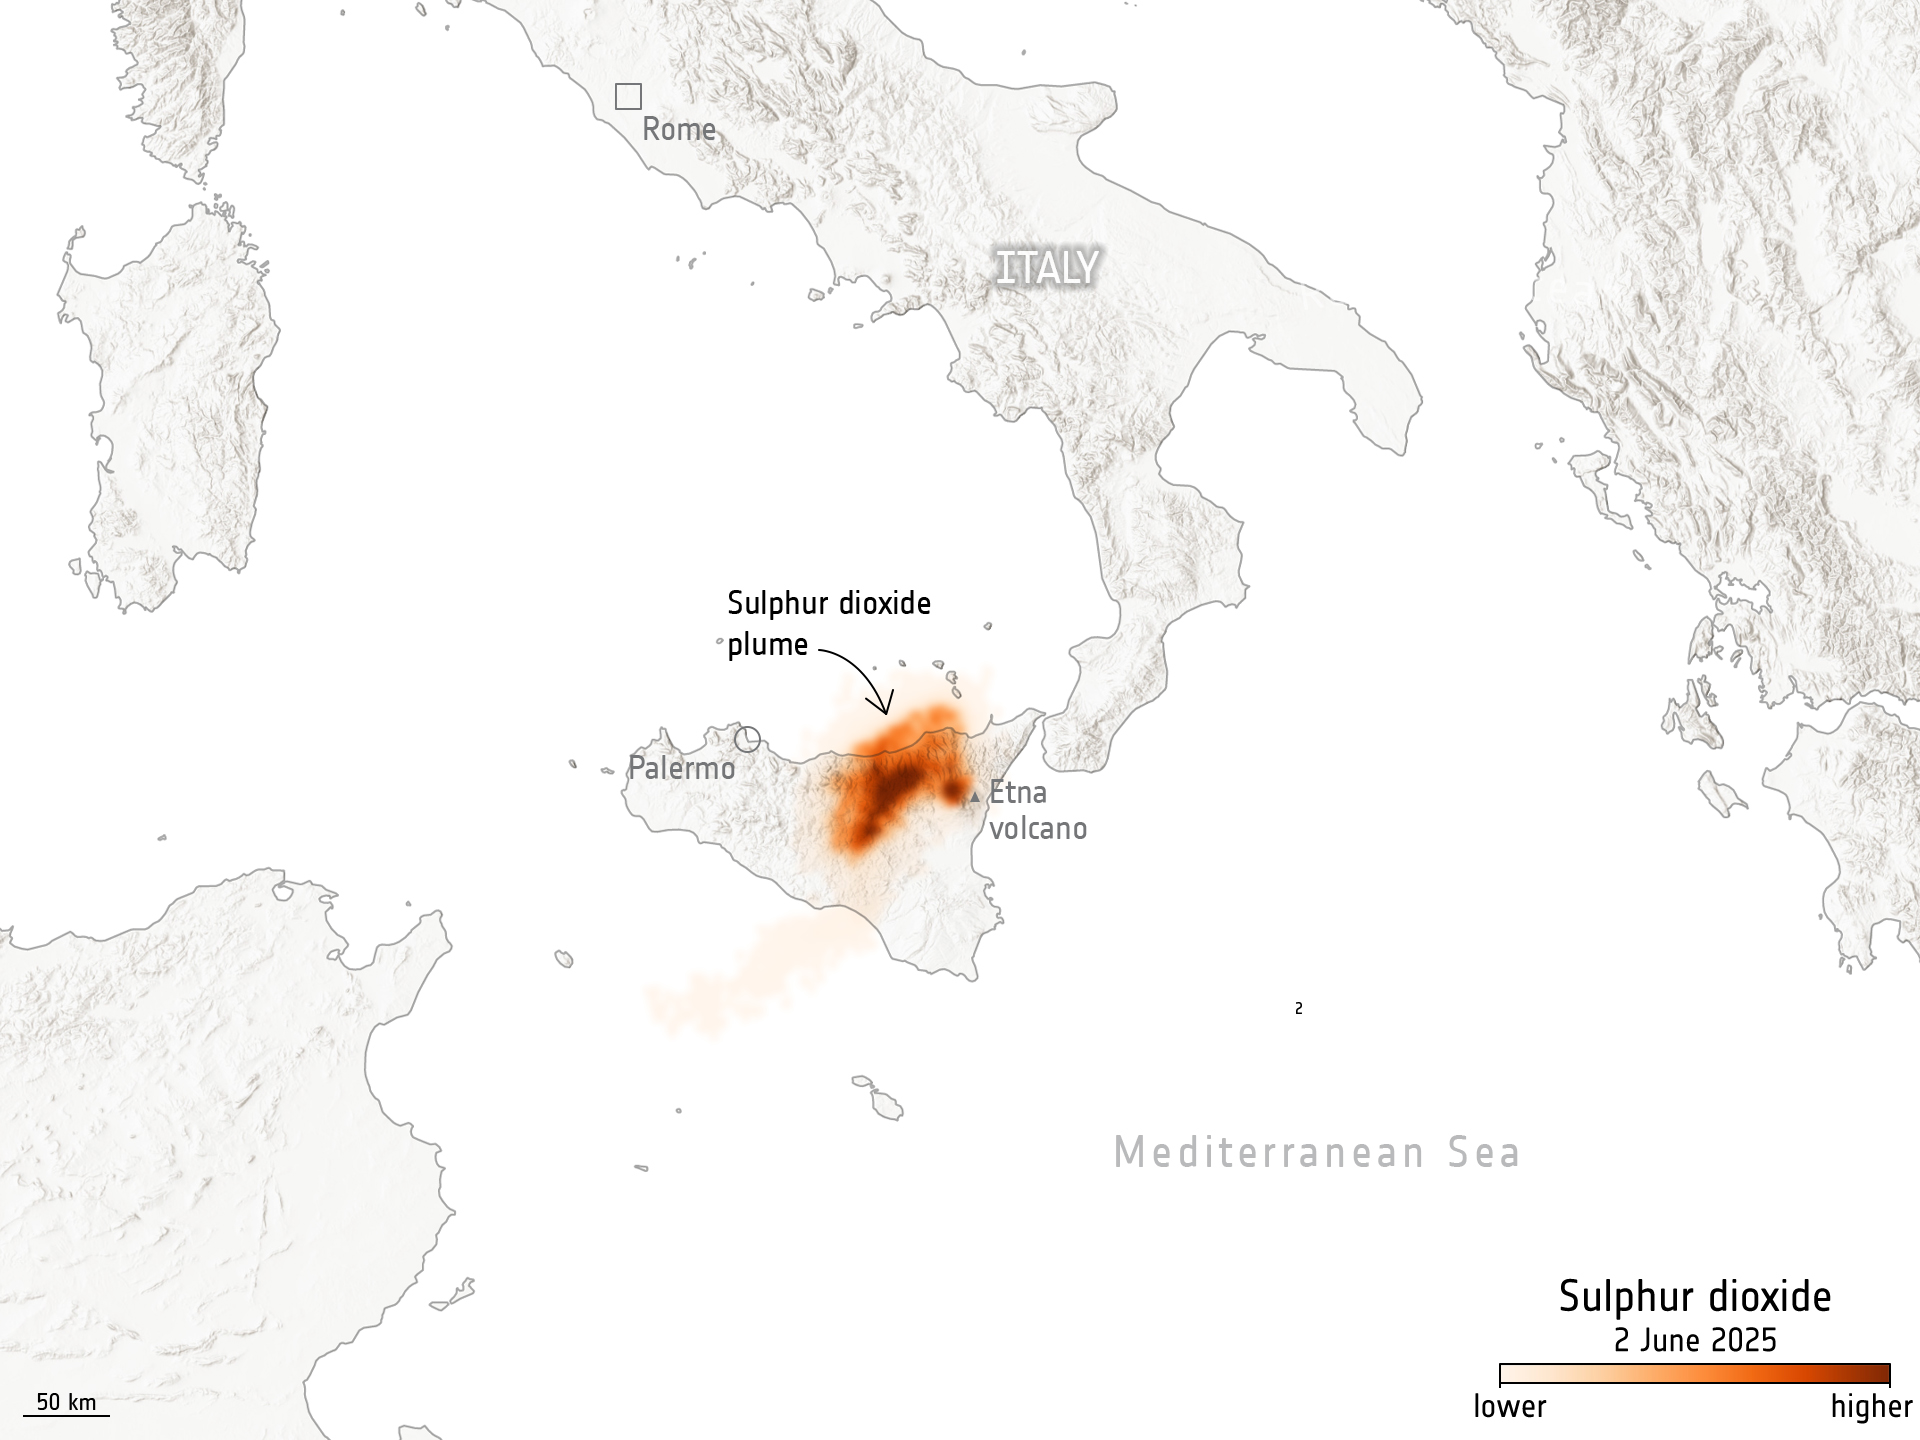 Rome
ITALY
Sulphur dioxide
plume
Palermo
Etna
volcano
2
Mediterranean Sea
Sulphur dioxide
2 June 2025
lower
higher
50 km